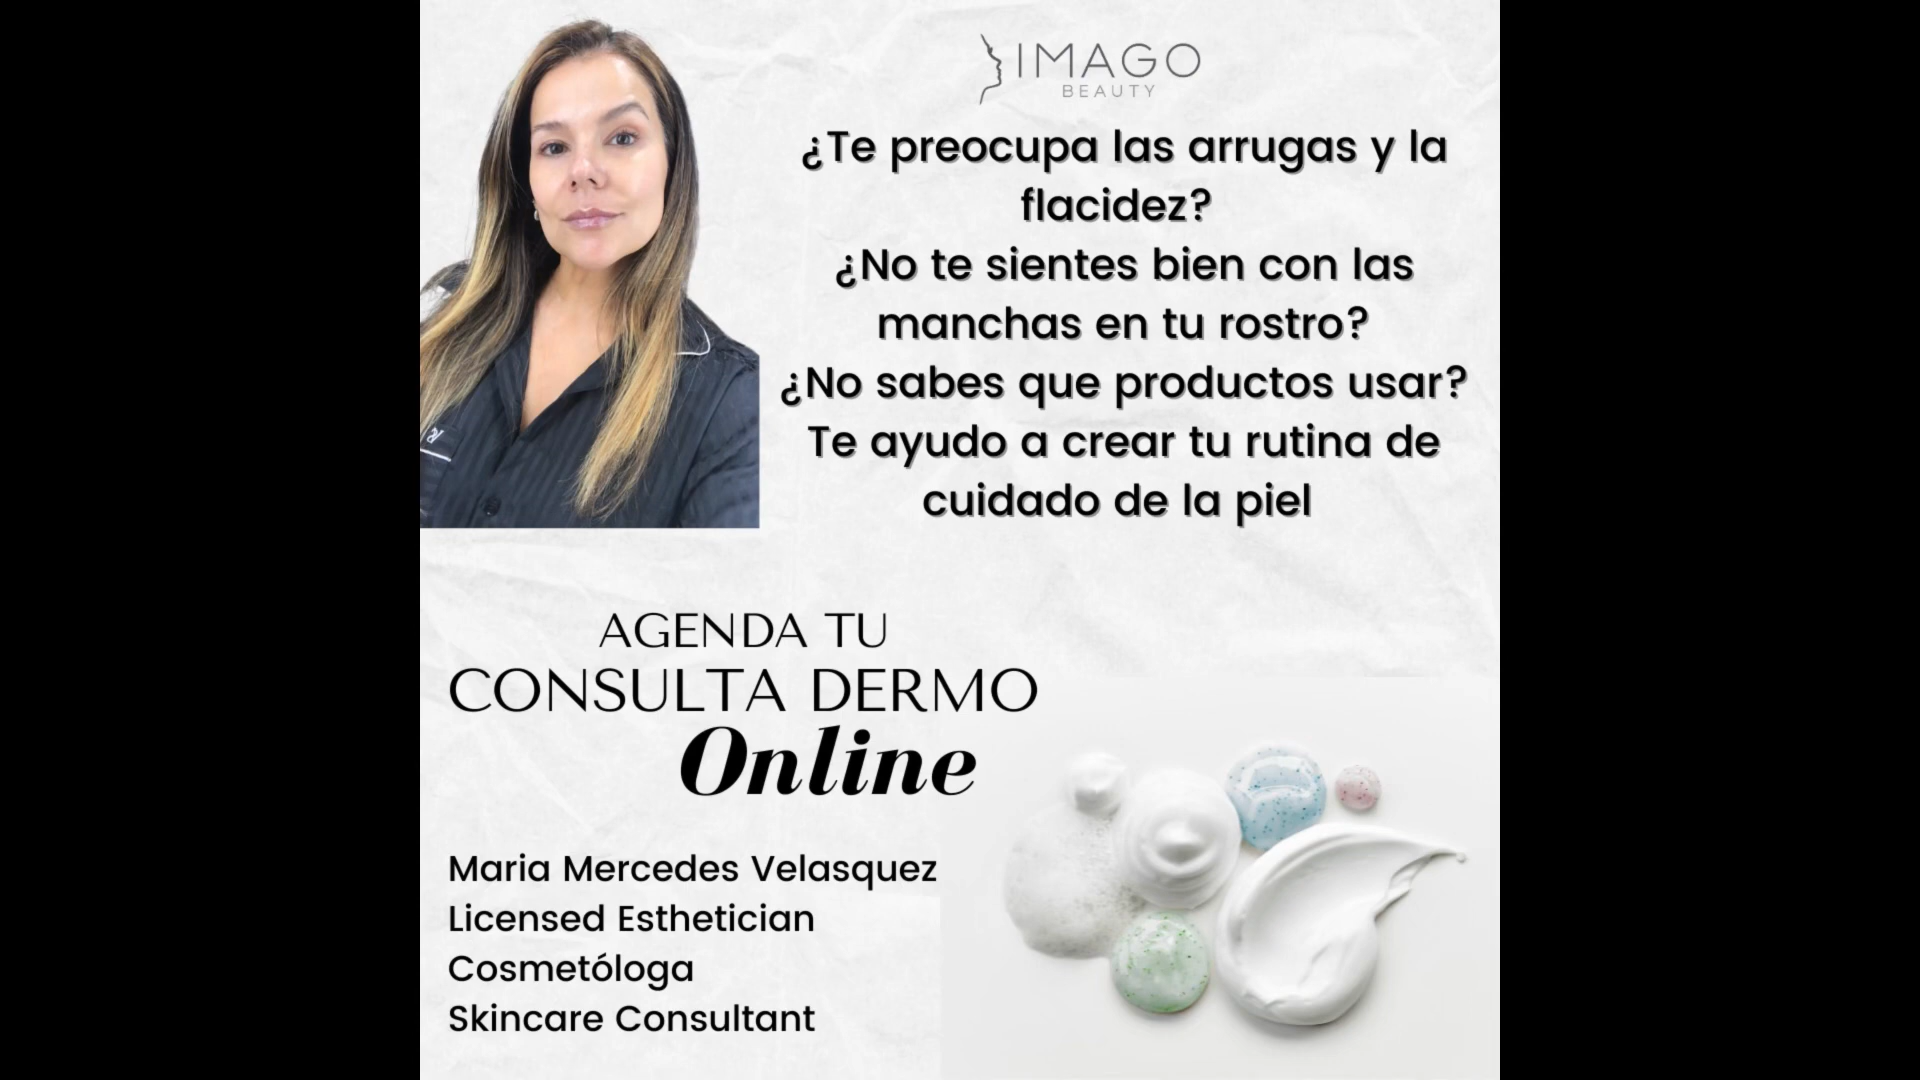 IMAGO
BEAUTY
¿Te preocupa las arrugas y la
flacidez?
¿No te sientes bien con las
manchas en tu rostro?
¿No sabes que productos usar?
Te ayudo a crear tu rutina de
cuidado de la piel
AGENDA TU
CONSULTA DERMO
Online
Maria Mercedes Velasquez
Licensed Esthetician
Cosmetóloga
Skincare Consultant